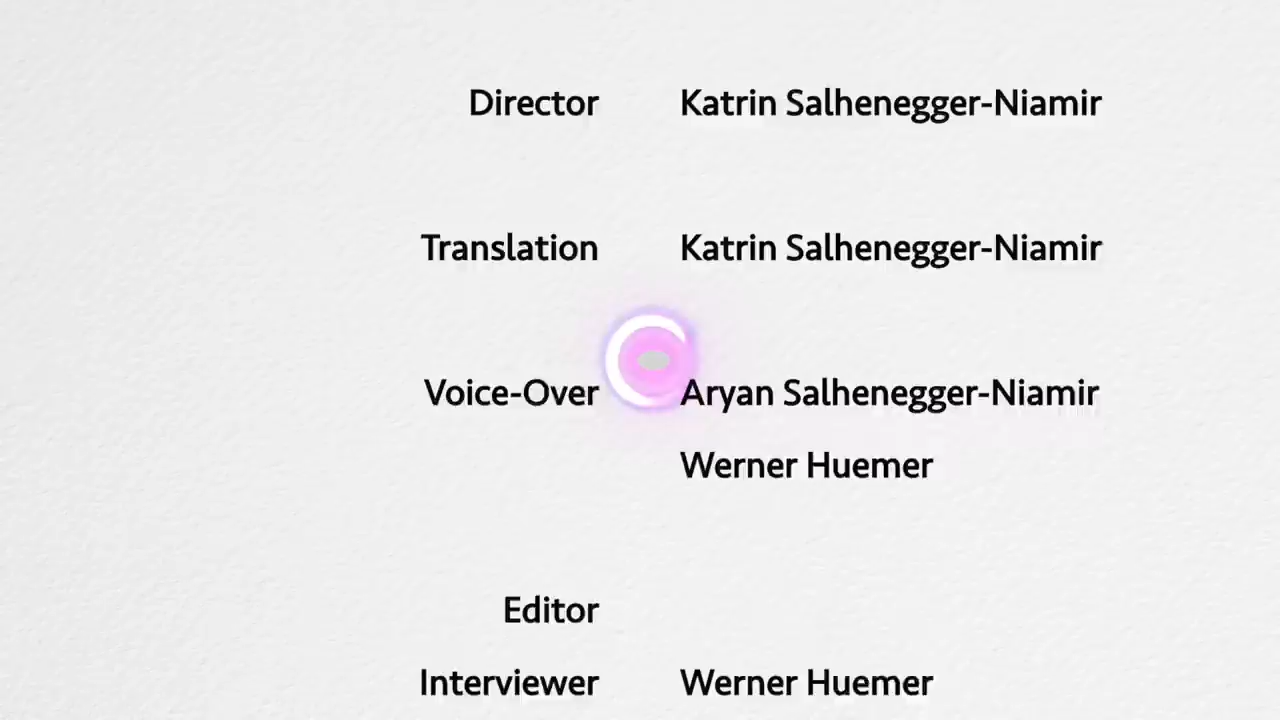 Director Katrin Salhenegger-Niamir
Translation Katrin Salhenegger-Niamir
Voice-Over Aryan Salhenegger-Niamir
Werner Huemer
Editor
Interviewer Werner Huemer